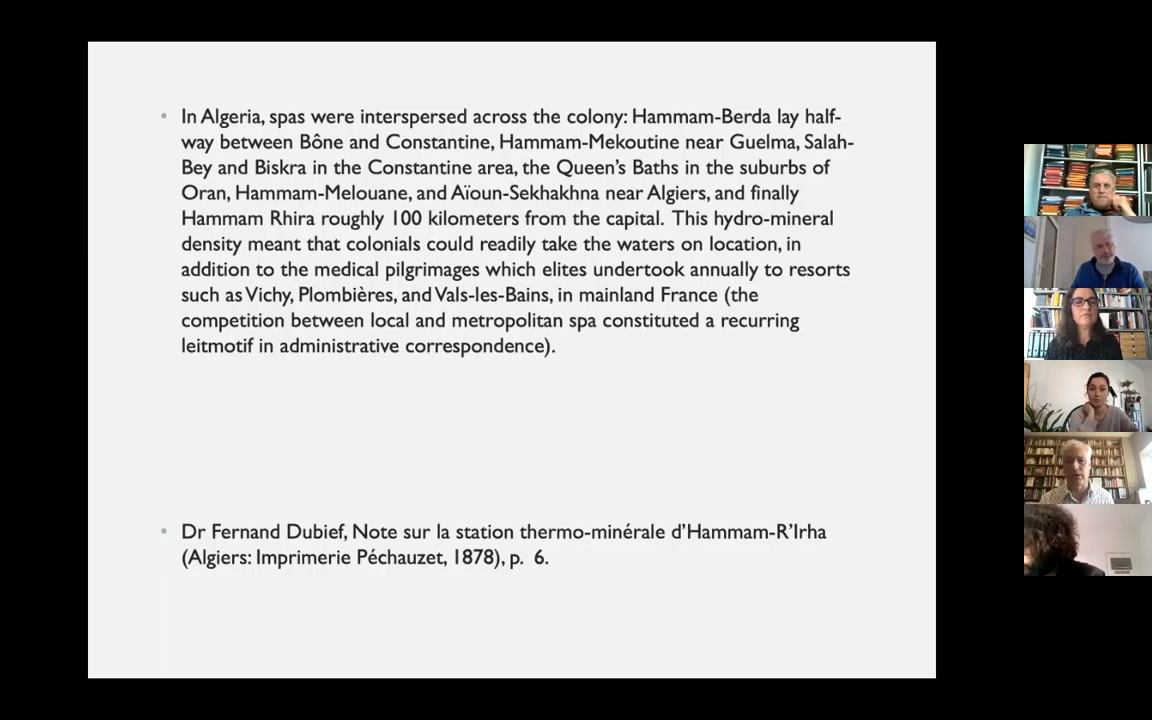 • In Algeria, spas were interspersed across the colony: Hammam-Berda lay half-
way between Bône and Constantine, Hammam-Mekoutine near Guelma, Salah-
Bey and Biskra in the Constantine area, the Queen's Baths in the suburbs of
Oran, Hammam-Melouane, and Aïoun-Sekhakhna near Algiers, and finally
Hammam Rhira roughly 100 kilometers from the capital. This hydro-mineral
density meant that colonials could readily take the waters on location, in
addition to the medical pilgrimages which elites undertook annually to resorts
such as Vichy, Plombières, and Vals-les-Bains, in mainland France (the
competition between local and metropolitan spa constituted a recurring
leitmotif in administrative correspondence).
• Dr Fernand Dubief, Note sur la station thermo-minérale d'Hammam-R'Irha
(Algiers: Imprimerie Péchauzet, 1878), p. 6.